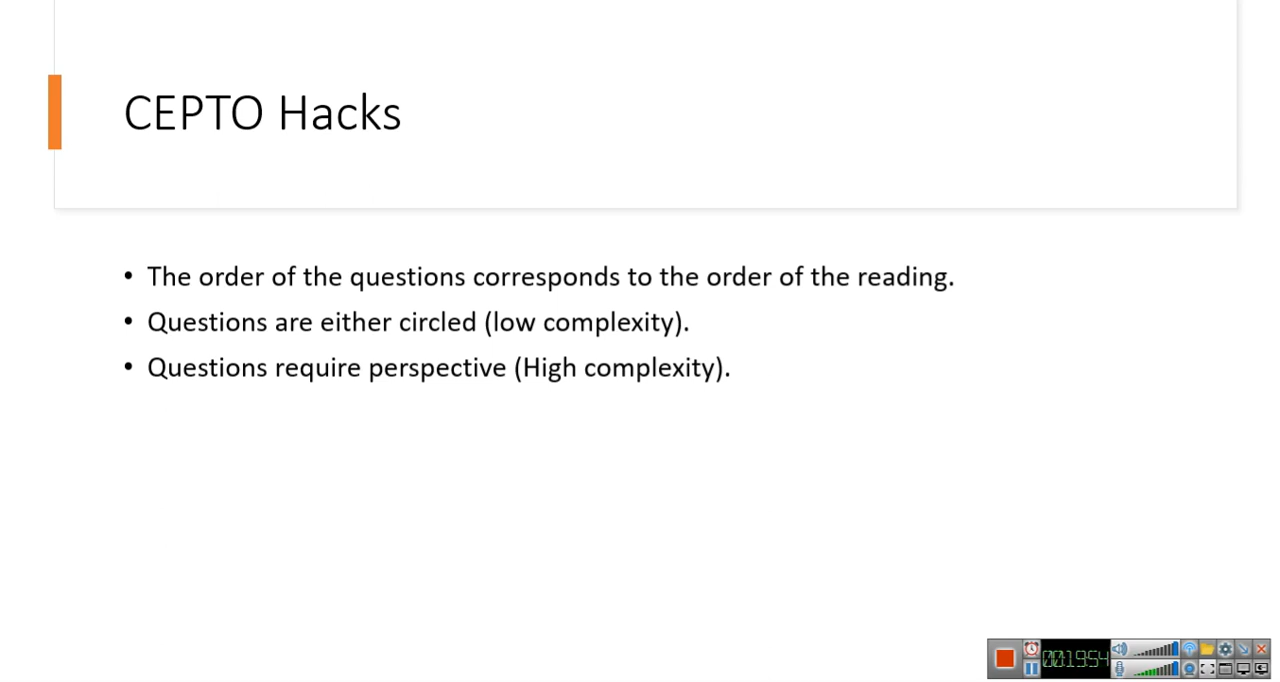 CEPTO Hacks
• The order of the questions corresponds to the order of the reading.
• Questions are either circled (low complexity).
• Questions require perspective (High complexity).
00:19:54